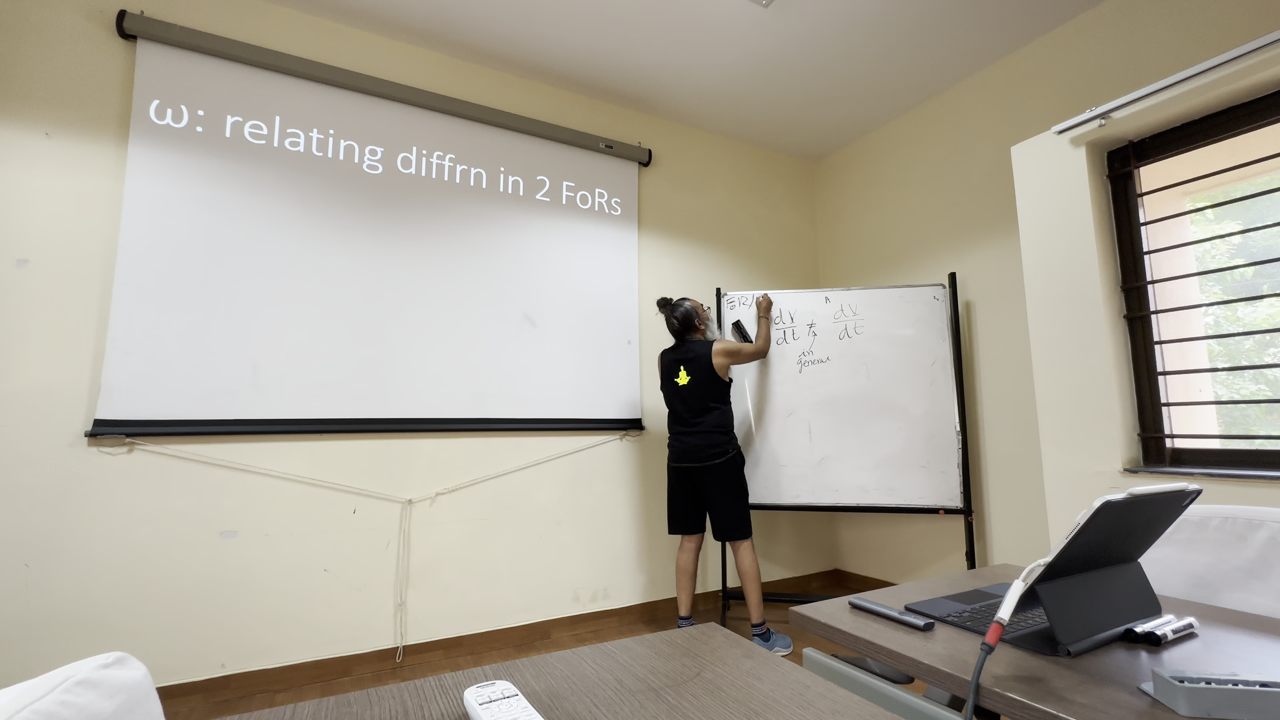 ω: relating diffrn in 2 FoRs
dv ≠ dv
dt dt
in
general